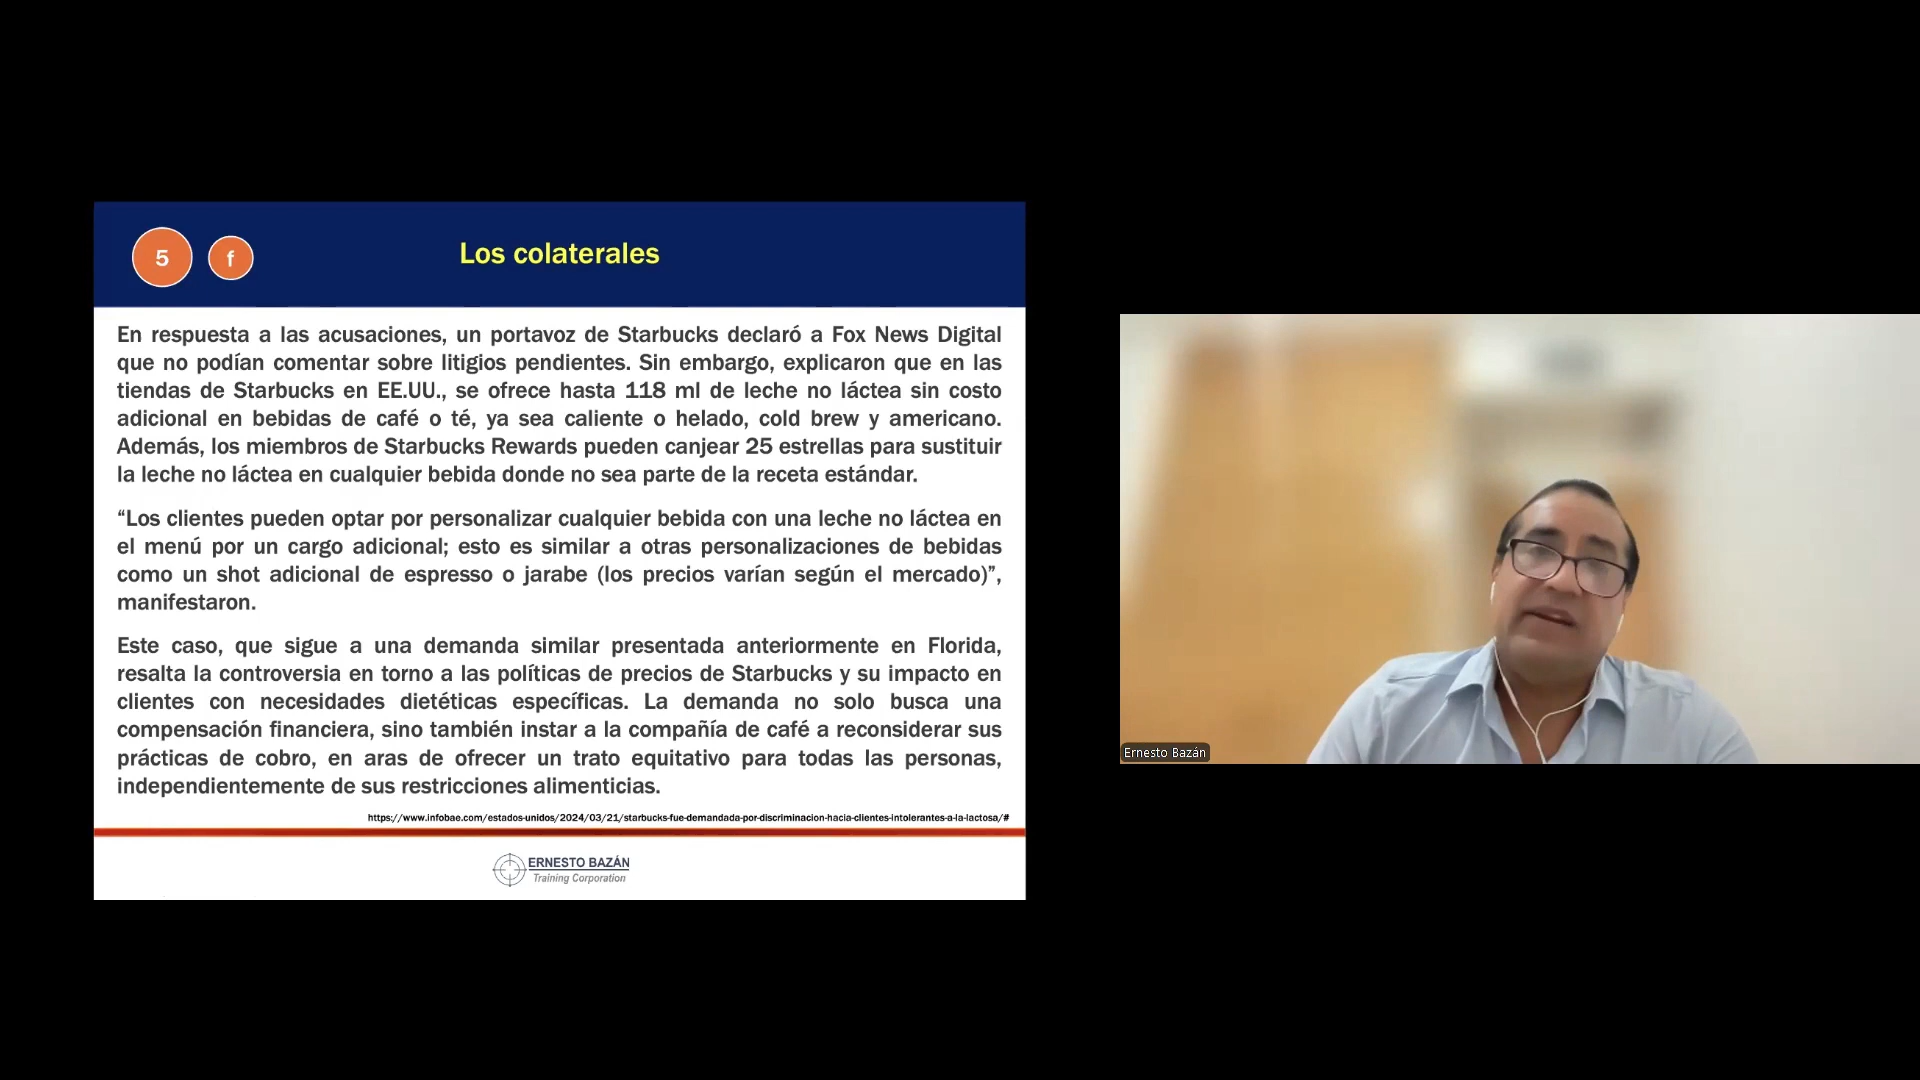 5
f
Los colaterales
En respuesta a las acusaciones, un portavoz de Starbucks declaró a Fox News Digital
que no podían comentar sobre litigios pendientes. Sin embargo, explicaron que en las
tiendas de Starbucks en EE.UU., se ofrece hasta 118 ml de leche no láctea sin costo
adicional en bebidas de café o té, ya sea caliente o helado, cold brew y americano.
Además, los miembros de Starbucks Rewards pueden canjear 25 estrellas para sustituir
la leche no láctea en cualquier bebida donde no sea parte de la receta estándar.
“Los clientes pueden optar por personalizar cualquier bebida con una leche no láctea en
el menú por un cargo adicional; esto es similar a otras personalizaciones de bebidas
como un shot adicional de espresso o jarabe (los precios varían según el mercado)”,
manifestaron.
Este caso, que sigue a una demanda similar presentada anteriormente en Florida,
resalta la controversia en torno a las políticas de precios de Starbucks y su impacto en
clientes con necesidades dietéticas específicas. La demanda no solo busca una
compensación financiera, sino también instar a la compañía de café a reconsiderar sus
prácticas de cobro, en aras de ofrecer un trato equitativo para todas las personas,
independientemente de sus restricciones alimenticias.
https://www.infobae.com/estados-unidos/2024/03/21/starbucks-fue-demandada-por-discriminacion-hacia-clientes-intolerantes-a-la-lactosa/#
ERNESTO BAZÁN
Training Corporation
Ernesto Bazán